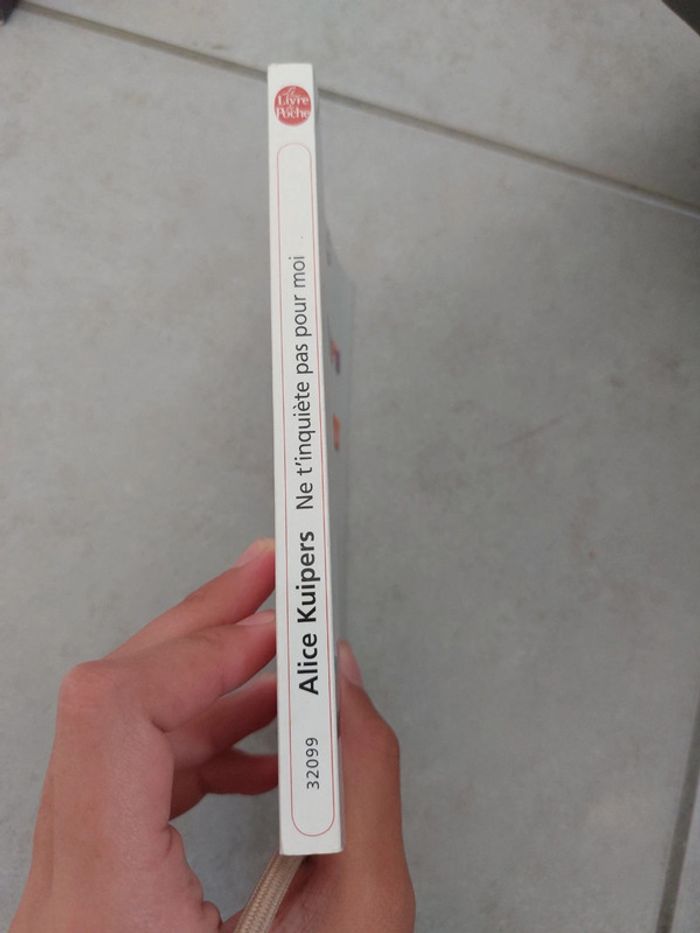 Le
Livre
de
Poche
32099 Alice Kuipers Ne t'inquiète pas pour moi